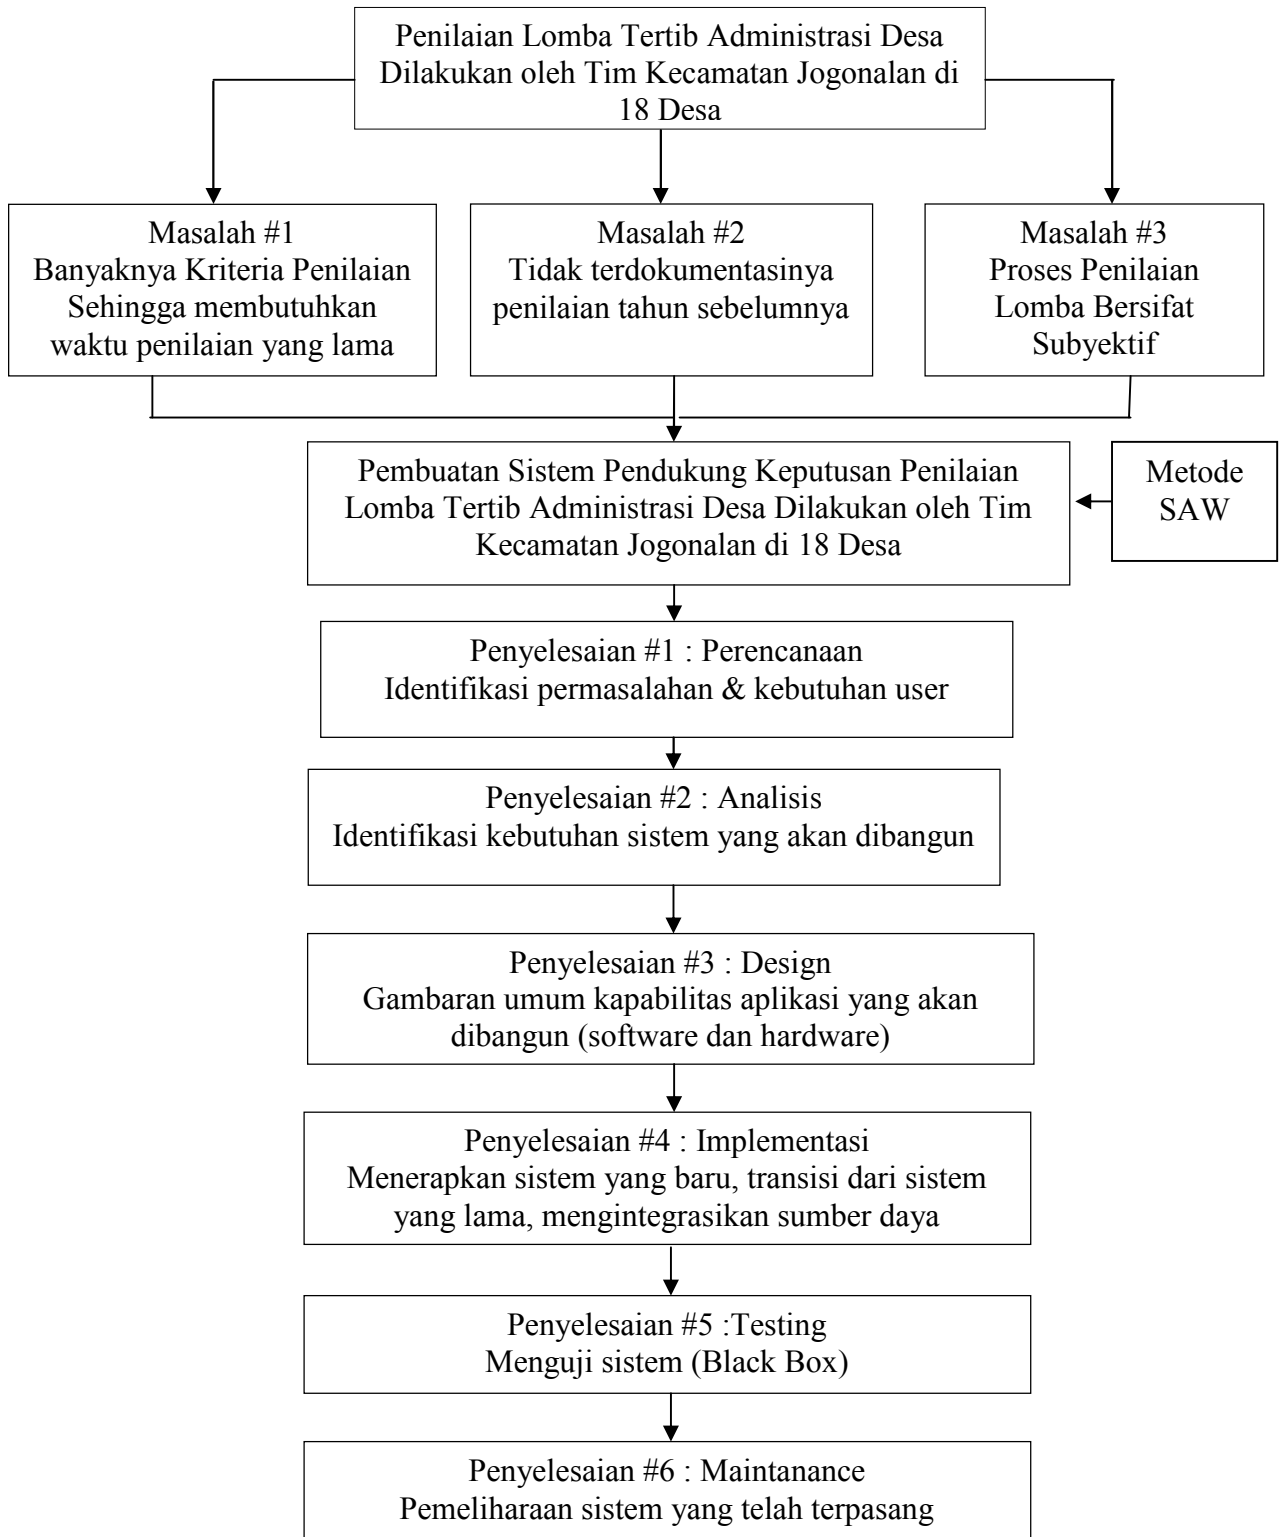 Penilaian Lomba Tertib Administrasi Desa
Dilakukan oleh Tim Kecamatan Jogonalan di
18 Desa
Masalah #1
Banyaknya Kriteria Penilaian
Sehingga membutuhkan
waktu penilaian yang lama
Masalah #2
Tidak terdokumentasinya
penilaian tahun sebelumnya
Masalah #3
Proses Penilaian
Lomba Bersifat
Subyektif
Pembuatan Sistem Pendukung Keputusan Penilaian
Lomba Tertib Administrasi Desa Dilakukan oleh Tim
Kecamatan Jogonalan di 18 Desa
Metode
SAW
Penyelesaian #1 : Perencanaan
Identifikasi permasalahan & kebutuhan user
Penyelesaian #2 : Analisis
Identifikasi kebutuhan sistem yang akan dibangun
Penyelesaian #3 : Design
Gambaran umum kapabilitas aplikasi yang akan
dibangun (software dan hardware)
Penyelesaian #4 : Implementasi
Menerapkan sistem yang baru, transisi dari sistem
yang lama, mengintegrasikan sumber daya
Penyelesaian #5 :Testing
Menguji sistem (Black Box)
Penyelesaian #6 : Maintanance
Pemeliharaan sistem yang telah terpasang